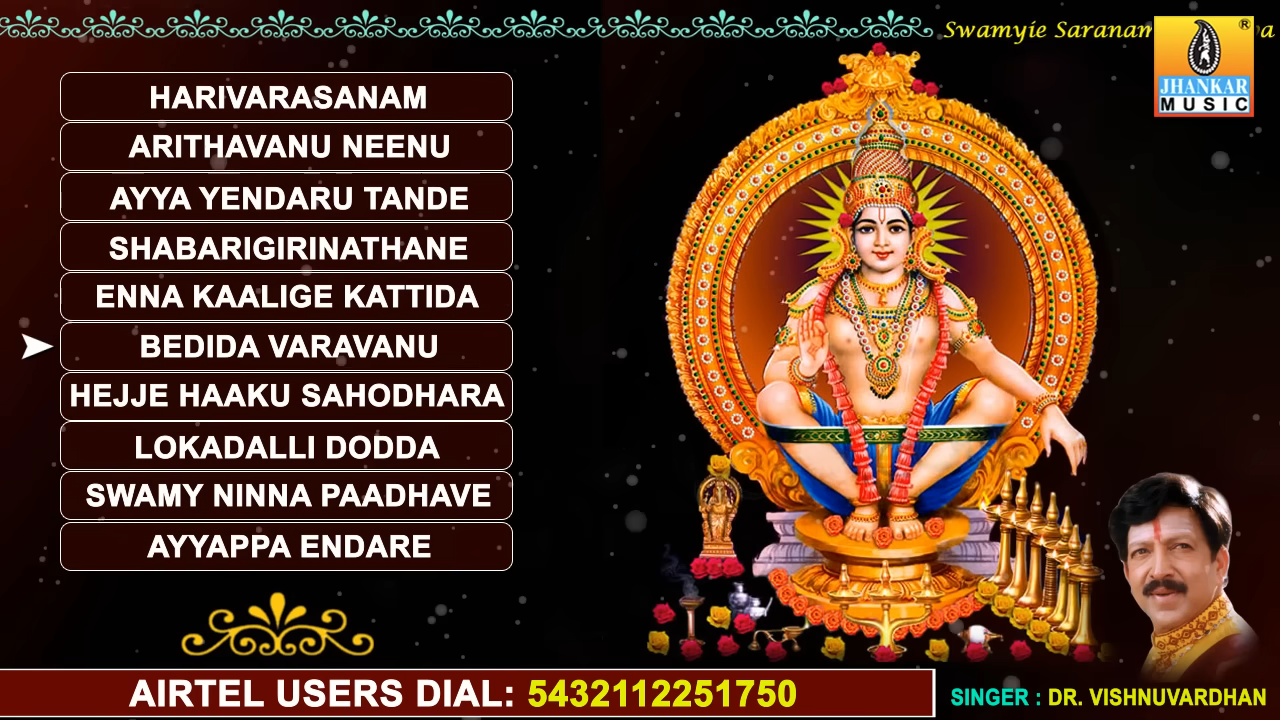 Swamyie Saranam
JHANKAR
MUSIC
®
HARIVARASANAM
ARITHAVANU NEENU
AYYA YENDARU TANDE
SHABARIGIRINATHANE
ENNA KAALIGE KATTIDA
BEDIDA VARAVANU
HEJJE HAAKU SAHODHARA
LOKADALLI DODDA
SWAMY NINNA PAADHAVE
AYYAPPA ENDARE
AIRTEL USERS DIAL: 5432112251750
SINGER : DR. VISHNUVARDHAN